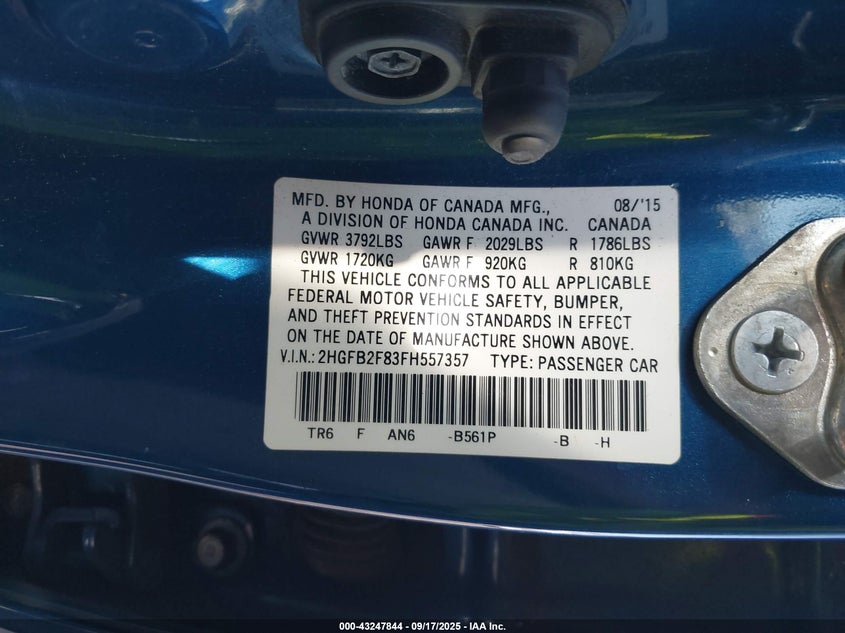 MFD. BY HONDA OF CANADA MFG., 08/'15
A DIVISION OF HONDA CANADA INC. CANADA
GVWR 3792LBS GAWR F 2029LBS R 1786LBS
GVWR 1720KG GAWR F 920KG R 810KG
THIS VEHICLE CONFORMS TO ALL APPLICABLE
FEDERAL MOTOR VEHICLE SAFETY, BUMPER,
AND THEFT PREVENTION STANDARDS IN EFFECT
ON THE DATE OF MANUFACTURE SHOWN ABOVE.
V.I.N.: 2HGFB2F83FH557357 TYPE: PASSENGER CAR
TR6 F AN6 -B561P -B -H
000-43247844 - 09/17/2025 - IAA Inc.